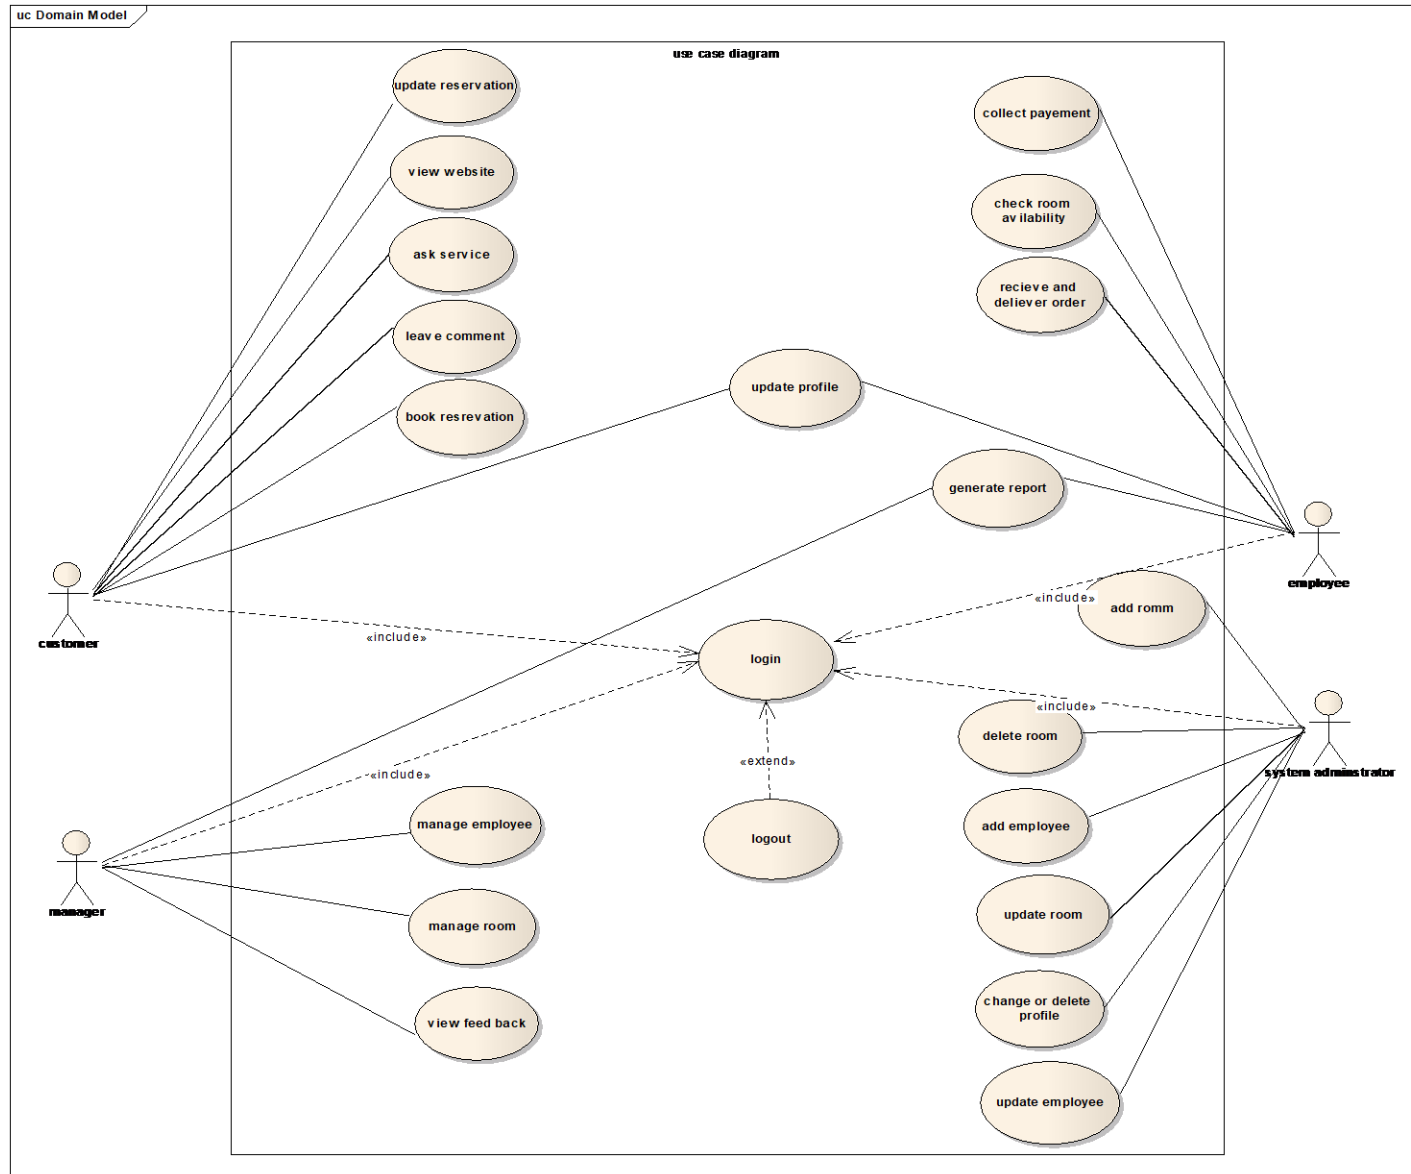 uc Domain Model
use case diagram
update reservation
view website
ask service
leave comment
book resrevation
collect payement
check room
av ilability
recieve and
deliever order
update profile
generate report
customer
employee
«include»
«include»
add romm
login
«include»
delete room
system adminstrator
«extend»
«include»
manage employee
logout
add employee
manager
manage room
update room
view feed back
change or delete
profile
update employee